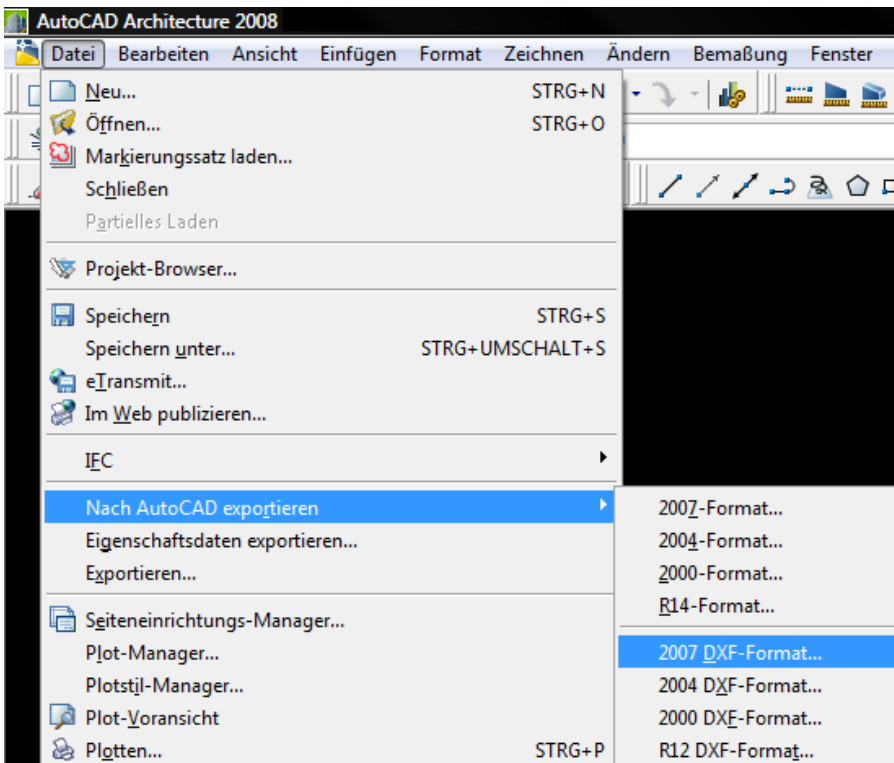 AutoCAD Architecture 2008
Datei Bearbeiten Ansicht Einfügen Format Zeichnen Ändern Bemaßung Fenster
Neu... STRG+N
Öffnen... STRG+O
Markierungssatz laden...
Schließen
Partielles Laden
Projekt-Browser...
Speichern STRG+S
Speichern unter... STRG+UMSCHALT+S
eTransmit...
Im Web publizieren...
IFC
Nach AutoCAD exportieren
Eigenschaftsdaten exportieren...
Exportieren...
Seiteneinrichtungs-Manager...
Plot-Manager...
Plotstil-Manager...
Plot-Voransicht
Plotten... STRG+P
2007-Format...
2004-Format...
2000-Format...
R14-Format...
2007 DXF-Format...
2004 DXF-Format...
2000 DXF-Format...
R12 DXF-Format...